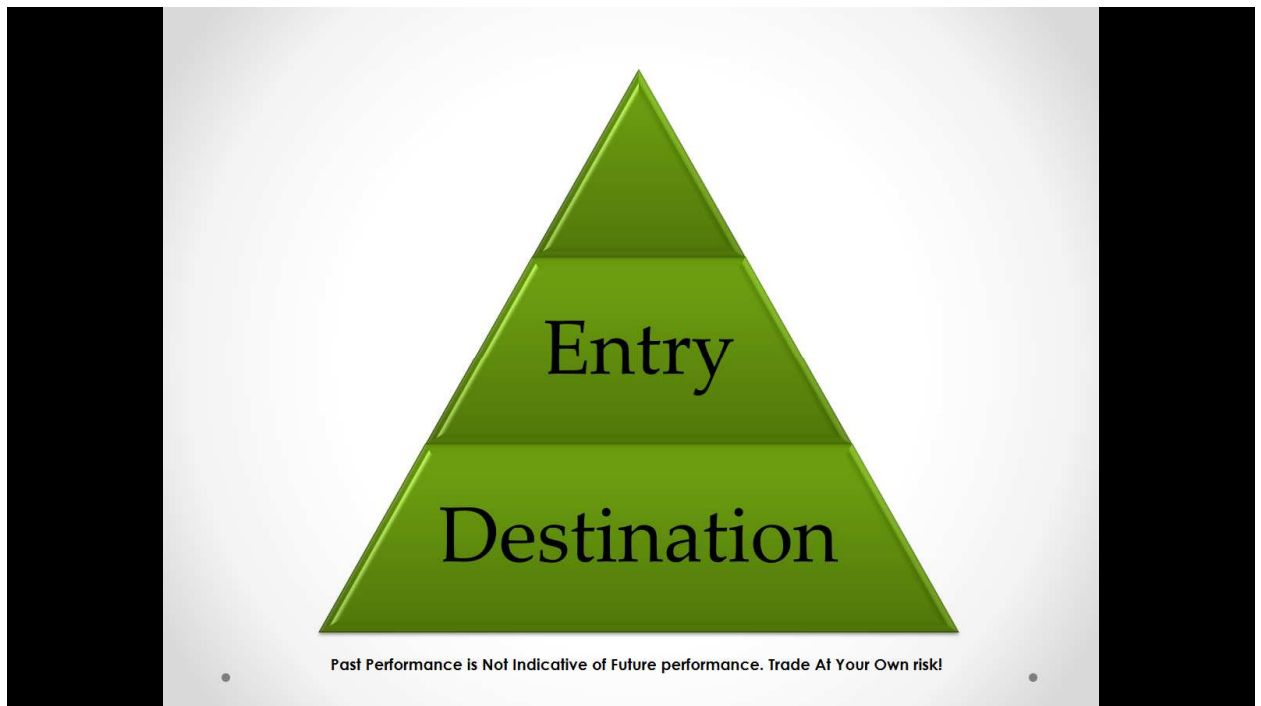 Entry
Destination
Past Performance is Not Indicative of Future performance. Trade At Your Own risk!